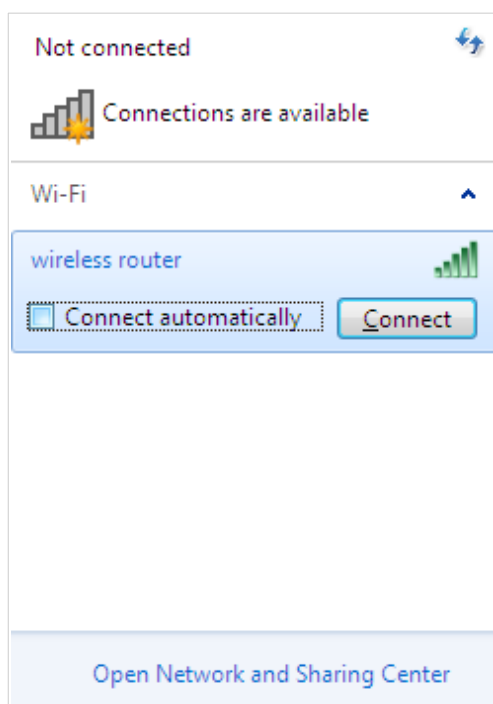 Not connected
Connections are available
Wi-Fi
wireless router
Connect automatically Connect
Open Network and Sharing Center